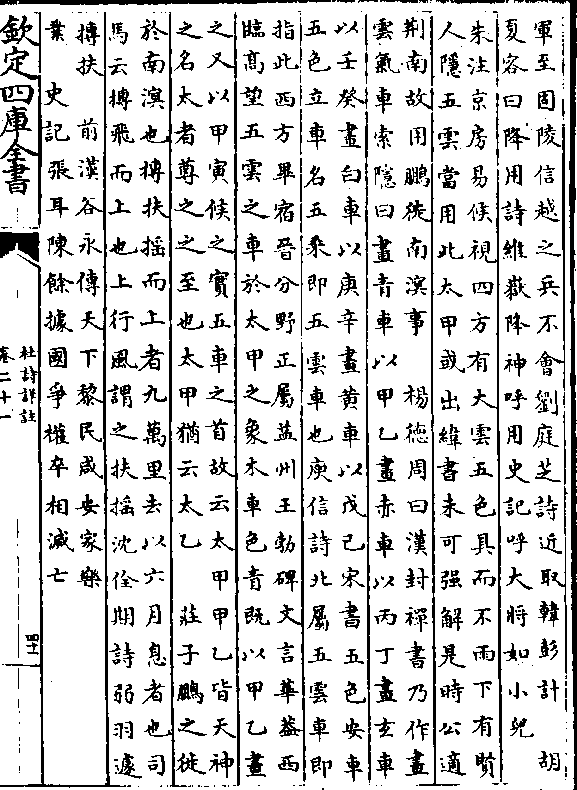 軍至固陵信越之兵不會劉庭芝詩近取韓彭計　胡
夏客曰降用詩維嶽降神呼用史記呼大將如小兒
朱注京房易候視四方有大雲五色具而不雨下有賢
人隱五雲當用此太甲或出緯書未可强解是時公適
荆南故用鵬徙南溟事　楊德周曰漢封禪書乃作畫
雲氣車索隱曰畫青車以甲乙畫赤車以丙丁畫玄車
以壬癸畫白車以庚辛畫黄車以戊己宋書五色安車
五色立車名五乘即五雲車也庾信詩北屬五雲車即
指此西方畢宿晉分野正屬益州王勃碑文言華蓋西
臨高望五雲之車於太甲之象木車色青既以甲乙畫
之又以甲寅候之實五車之首故云太甲甲乙皆天神
之名太者尊之之至也太甲猶云太乙　莊子鵬之徙
於南溟也摶扶摇而上者九萬里去以六月息者也司
馬云摶飛而上也上行風謂之扶摇沈佺期詩弱羽遽
摶扶　前漢谷永傳天下黎民咸安家樂
業　史記張耳陳餘據國爭權卒相滅亡
欽定四庫全書
杜詩詳註
卷二十一
四十